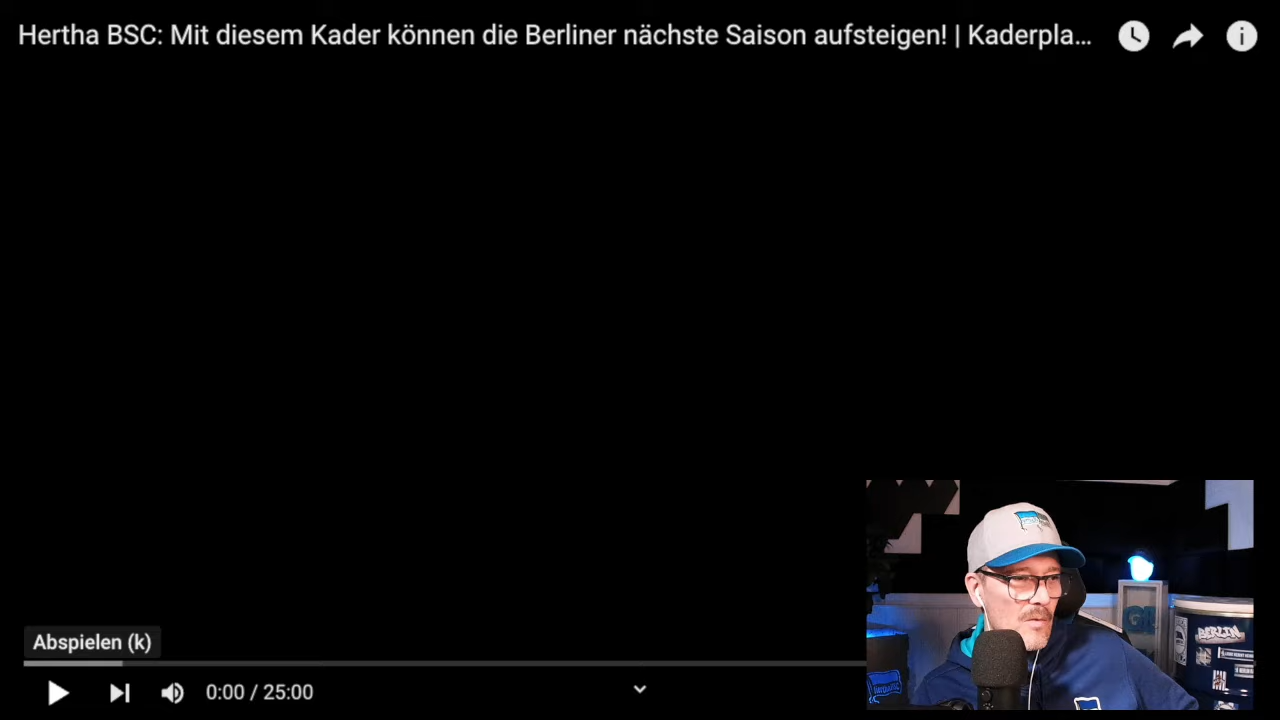 Hertha BSC: Mit diesem Kader können die Berliner nächste Saison aufsteigen! | Kaderpla...
Abspielen (k)
0:00 / 25:00
BERLIN